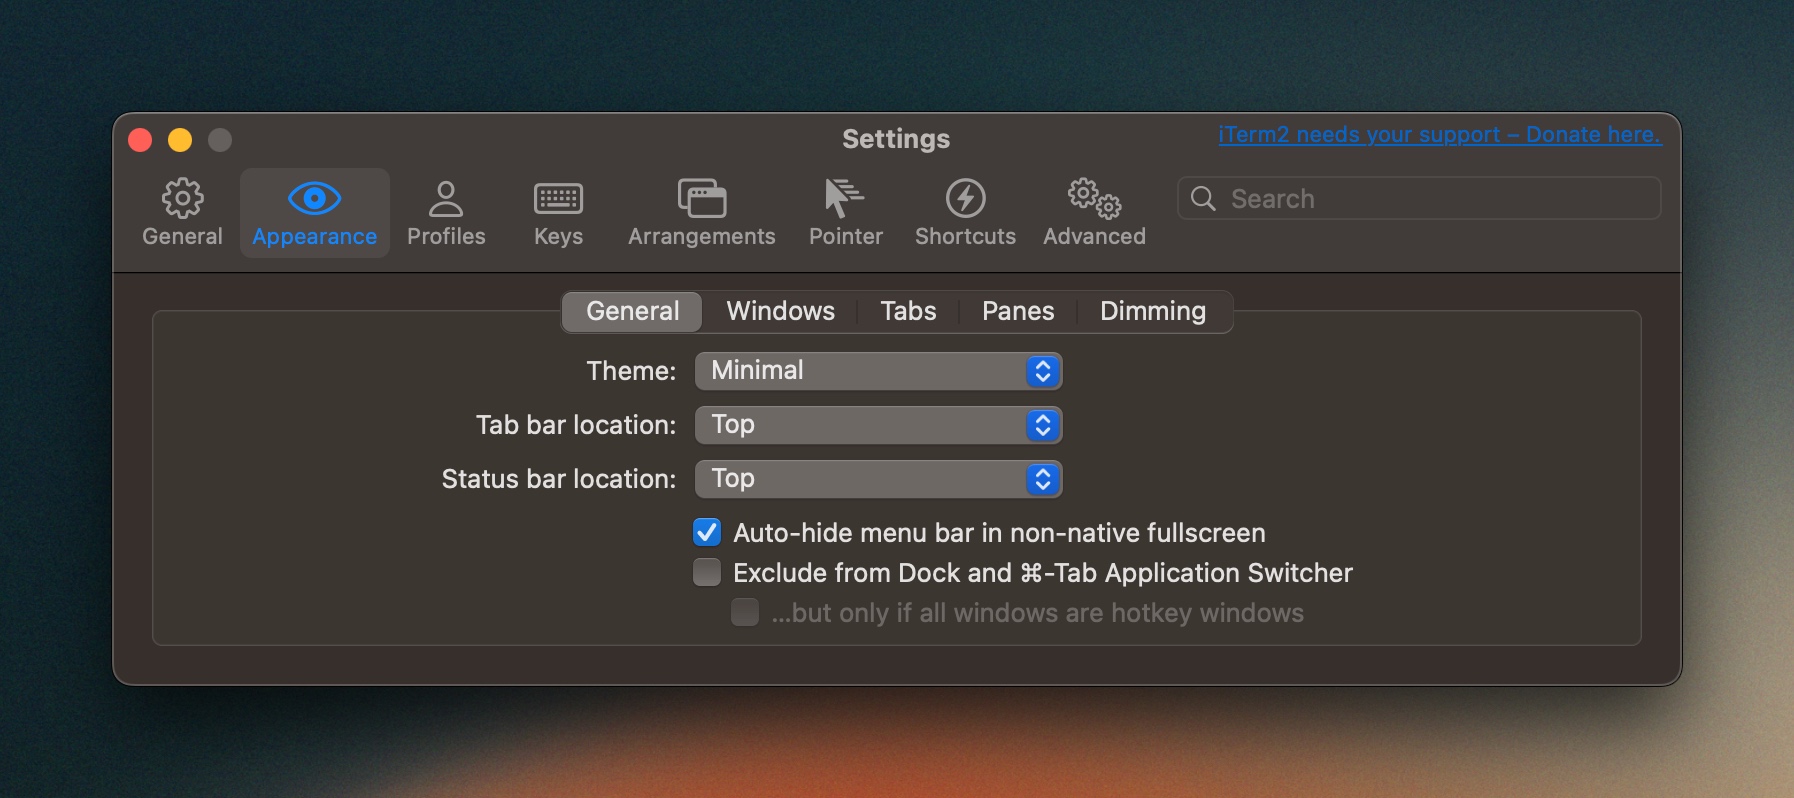 Settings
iTerm2 needs your support – Donate here.
General
Appearance
Profiles
Keys
Arrangements
Pointer
Shortcuts
Advanced
Search
General
Windows
Tabs
Panes
Dimming
Theme: Minimal
Tab bar location: Top
Status bar location: Top
Auto-hide menu bar in non-native fullscreen
Exclude from Dock and ⌘-Tab Application Switcher
...but only if all windows are hotkey windows